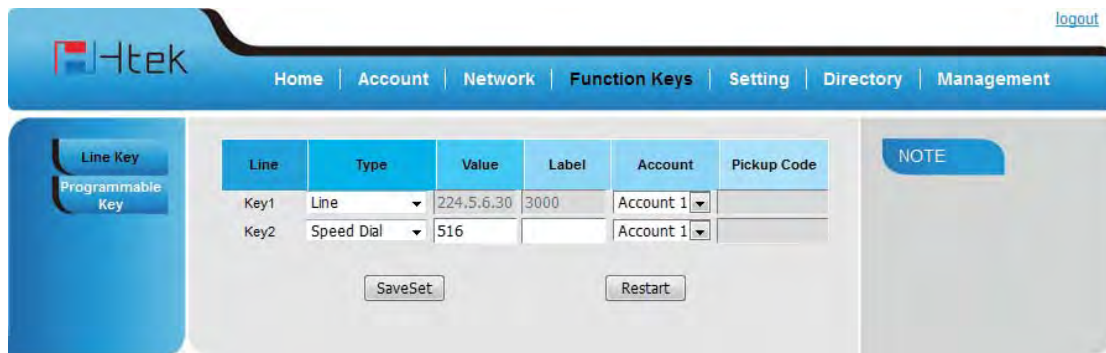 logout
Htek
Home | Account | Network | Function Keys | Setting | Directory | Management
Line Key
Programmable Key
Line Type Value Label Account Pickup Code
Key1 Line 224.5.6.30 3000 Account 1
Key2 Speed Dial 516 Account 1
SaveSet Restart
NOTE